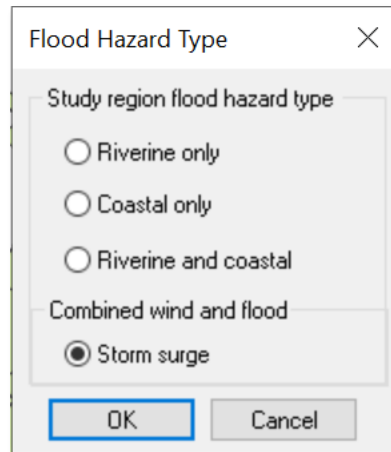 Flood Hazard Type
Study region flood hazard type
Riverine only
Coastal only
Riverine and coastal
Combined wind and flood
Storm surge
OK Cancel